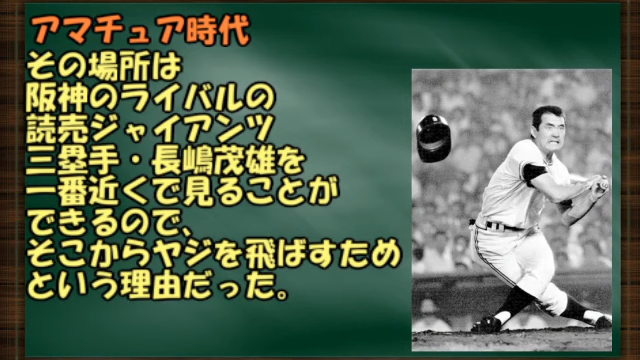 アマチュア時代
その場所は
阪神のライバルの
読売ジャイアンツ
三塁手・長嶋茂雄を
一番近くで見ることが
できるので、
そこからヤジを飛ばすため
という理由だった。